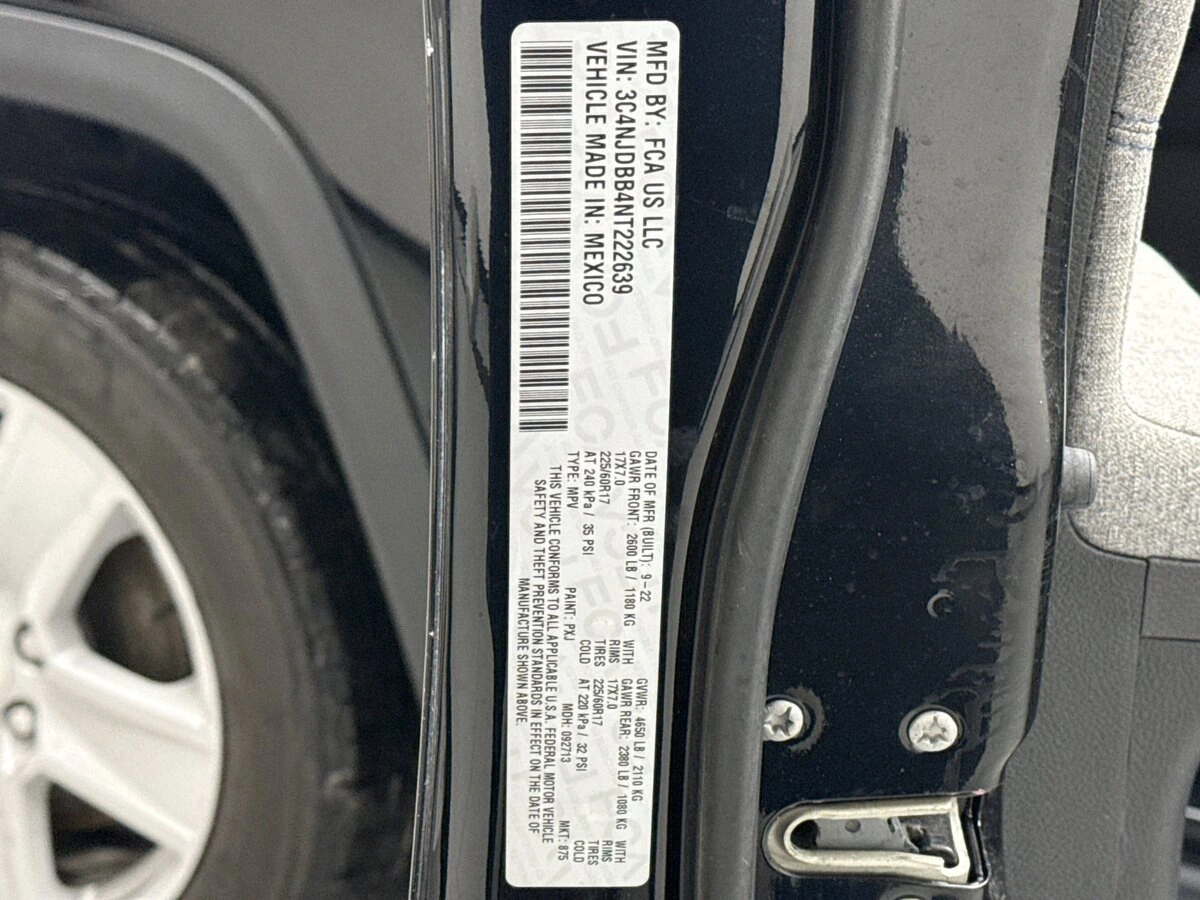 MFD BY: FCA US LLC
VIN: 3C4NJDBB4NT222639
VEHICLE MADE IN: MEXICO
DATE OF MFR (BUILT): 9-22 GVWR: 4650 LB / 2110 KG
GAWR FRONT: 2600 LB / 1180 KG WITH GAWR REAR: 2380 LB / 1080 KG WITH
17X7.0 RIMS 17X7.0 RIMS
225/60R17 TIRES 225/60R17 TIRES
AT 240 kPa / 35 PSI COLD AT 220 kPa / 32 PSI COLD
TYPE: MPV PAINT: PXJ MDH: 092713 MKT: 875
THIS VEHICLE CONFORMS TO ALL APPLICABLE U.S.A. FEDERAL MOTOR VEHICLE
SAFETY AND THEFT PREVENTION STANDARDS IN EFFECT ON THE DATE OF
MANUFACTURE SHOWN ABOVE.